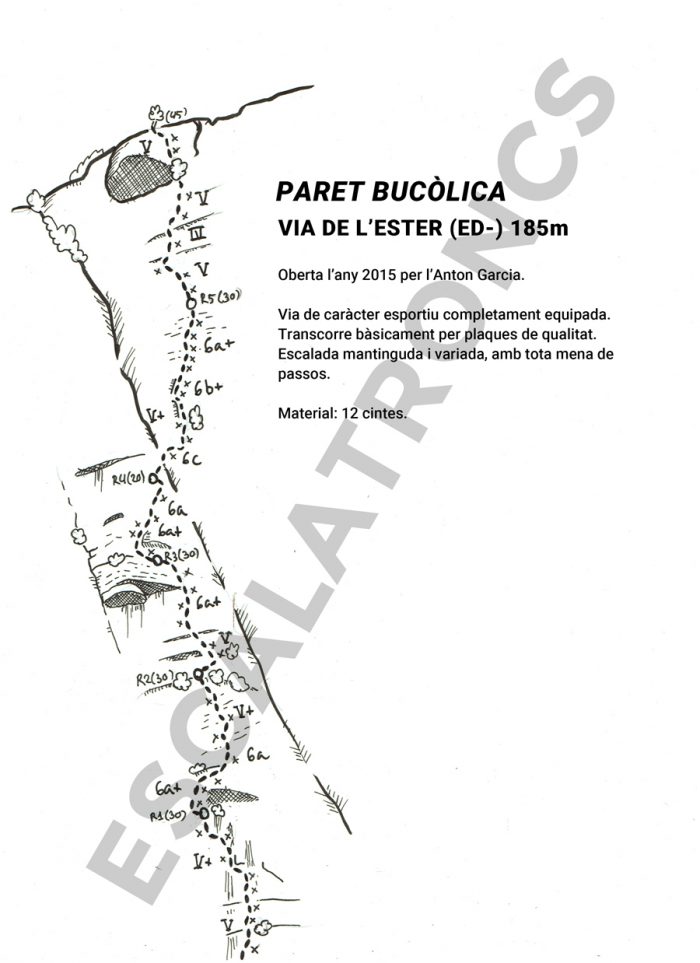 (45)
V
PARET BUCÒLICA
VIA DE L'ESTER (ED-) 185m
V
IV
V
Oberta l'any 2015 per l'Anton Garcia.
R5(30)
Via de caràcter esportiu completament equipada.
Transcorre bàsicament per plaques de qualitat.
Escalada mantinguda i variada, amb tota mena de
passos.
6a+
6b+
V+
Material: 12 cintes.
6c
R4(20)
6a
6a+
R3(30)
6a+
V
R2(30)
V+
6a
6a+
R1(30)
V+
L
V
ESCALATRONCS